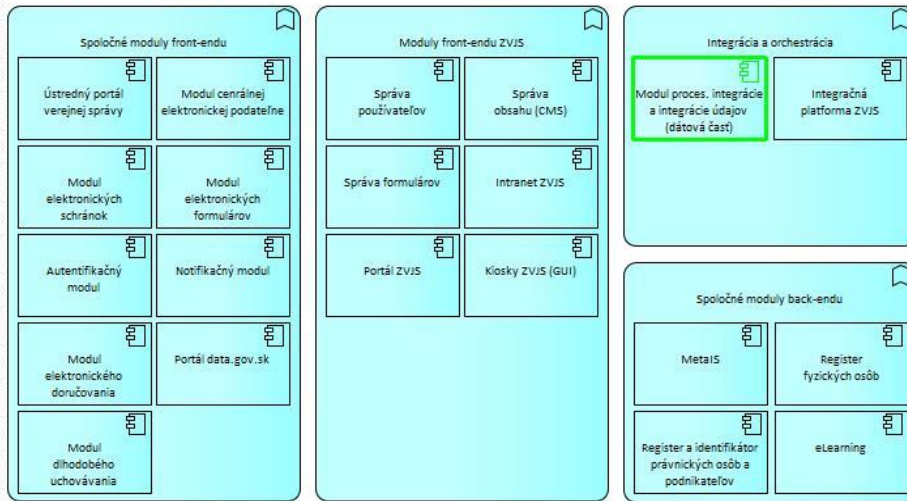 Spoločné moduly front-endu
Ústredný portál
verejnej správy
Modul cenrálnej
elektronickej podateľne
Modul
elektronických
schránok
Modul
elektronických
formulárov
Autentifikačný
modul
Notifikačný modul
Modul
elektronického
doručovania
Portál data.gov.sk
Modul
dlhodobého
uchovávania
Moduly front-endu ZVJS
Správa
používateľov
Správa
obsahu (CMS)
Správa formulárov
Intranet ZVJS
Portál ZVJS
Kiosky ZVJS (GUI)
Integrácia a orchestrácia
Modul proces. integrácie
a integrácie údajov
(dátová časť)
Integračná
platforma ZVJS
Spoločné moduly back-endu
MetaIS
Register
fyzických osôb
Register a identifikátor
právnických osôb a
podnikateľov
eLearning